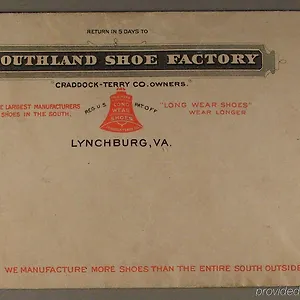 RETURN IN 5 DAYS TO
OUTHLAND SHOE FACTORY
CRADDOCK-TERRY CO. OWNERS.
E LARGEST MANUFACTURERS
SHOES IN THE SOUTH.
REG. U.S. PAT. OFF
LONG
WEAR
SHOES
"LONG WEAR SHOES"
WEAR LONGER
LYNCHBURG, VA.
WE MANUFACTURE MORE SHOES THAN THE ENTIRE SOUTH OUTSIDE
provided